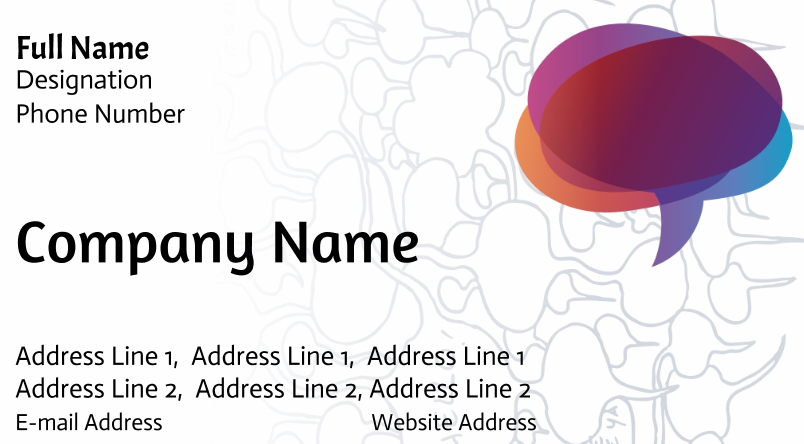 Full Name
Designation
Phone Number
Company Name
Address Line 1,  Address Line 1,  Address Line 1
Address Line 2,  Address Line 2, Address Line 2
E-mail Address  Website Address